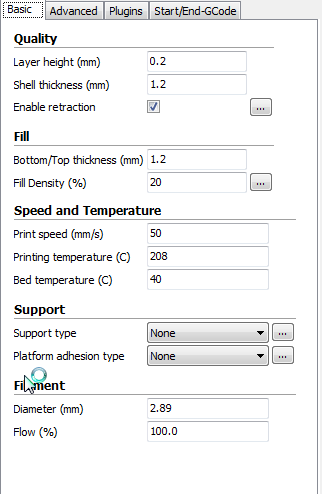 Basic Advanced Plugins Start/End-GCode
Quality
Layer height (mm) 0.2
Shell thickness (mm) 1.2
Enable retraction ...
Fill
Bottom/Top thickness (mm) 1.2
Fill Density (%) 20 ...
Speed and Temperature
Print speed (mm/s) 50
Printing temperature (C) 208
Bed temperature (C) 40
Support
Support type None ...
Platform adhesion type None ...
Filament
Diameter (mm) 2.89
Flow (%) 100.0